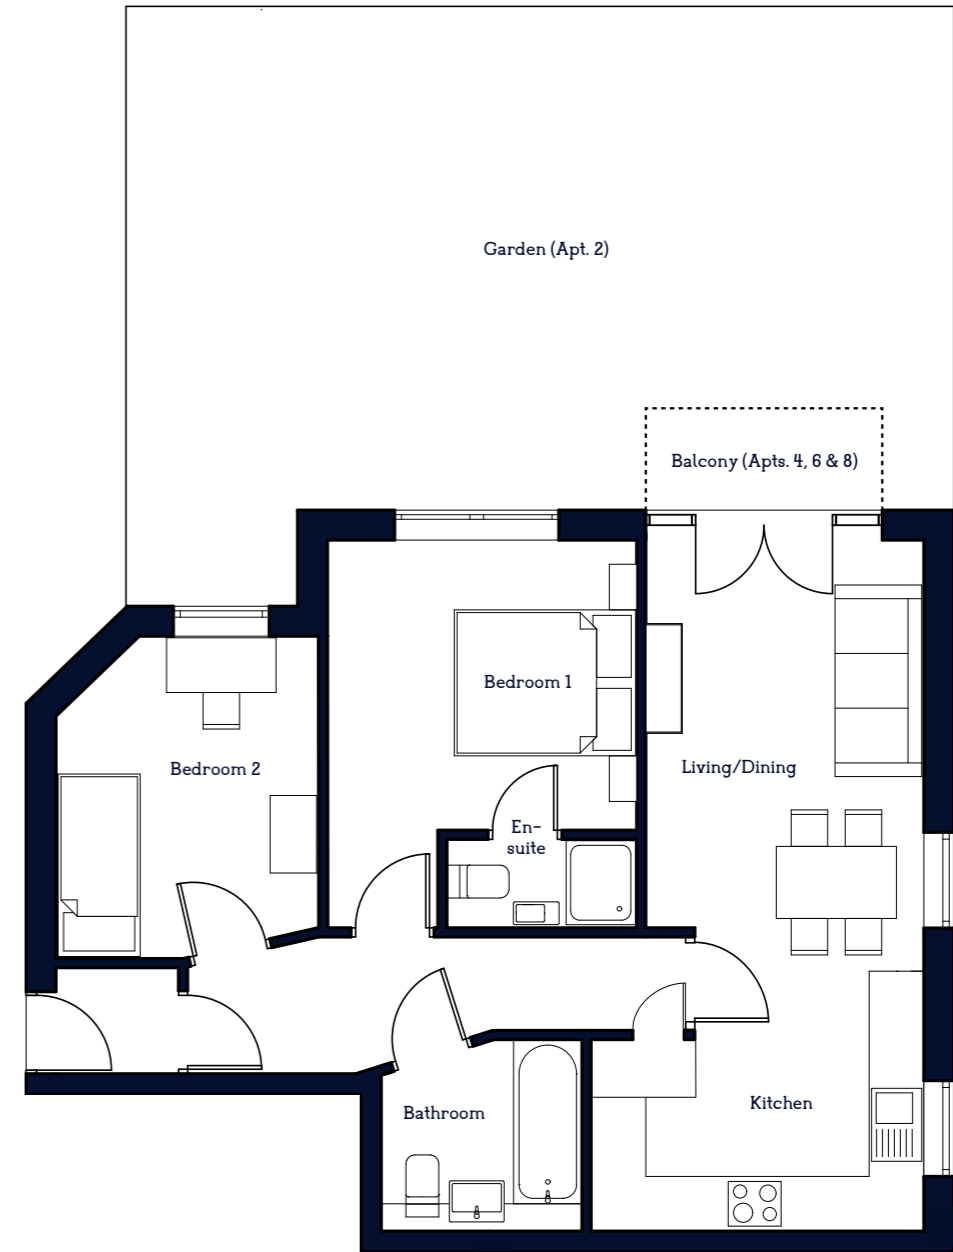 Garden (Apt. 2)
Balcony (Apts. 4, 6 & 8)
Bedroom 1
Bedroom 2
Living/Dining
En-
suite
Kitchen
Bathroom